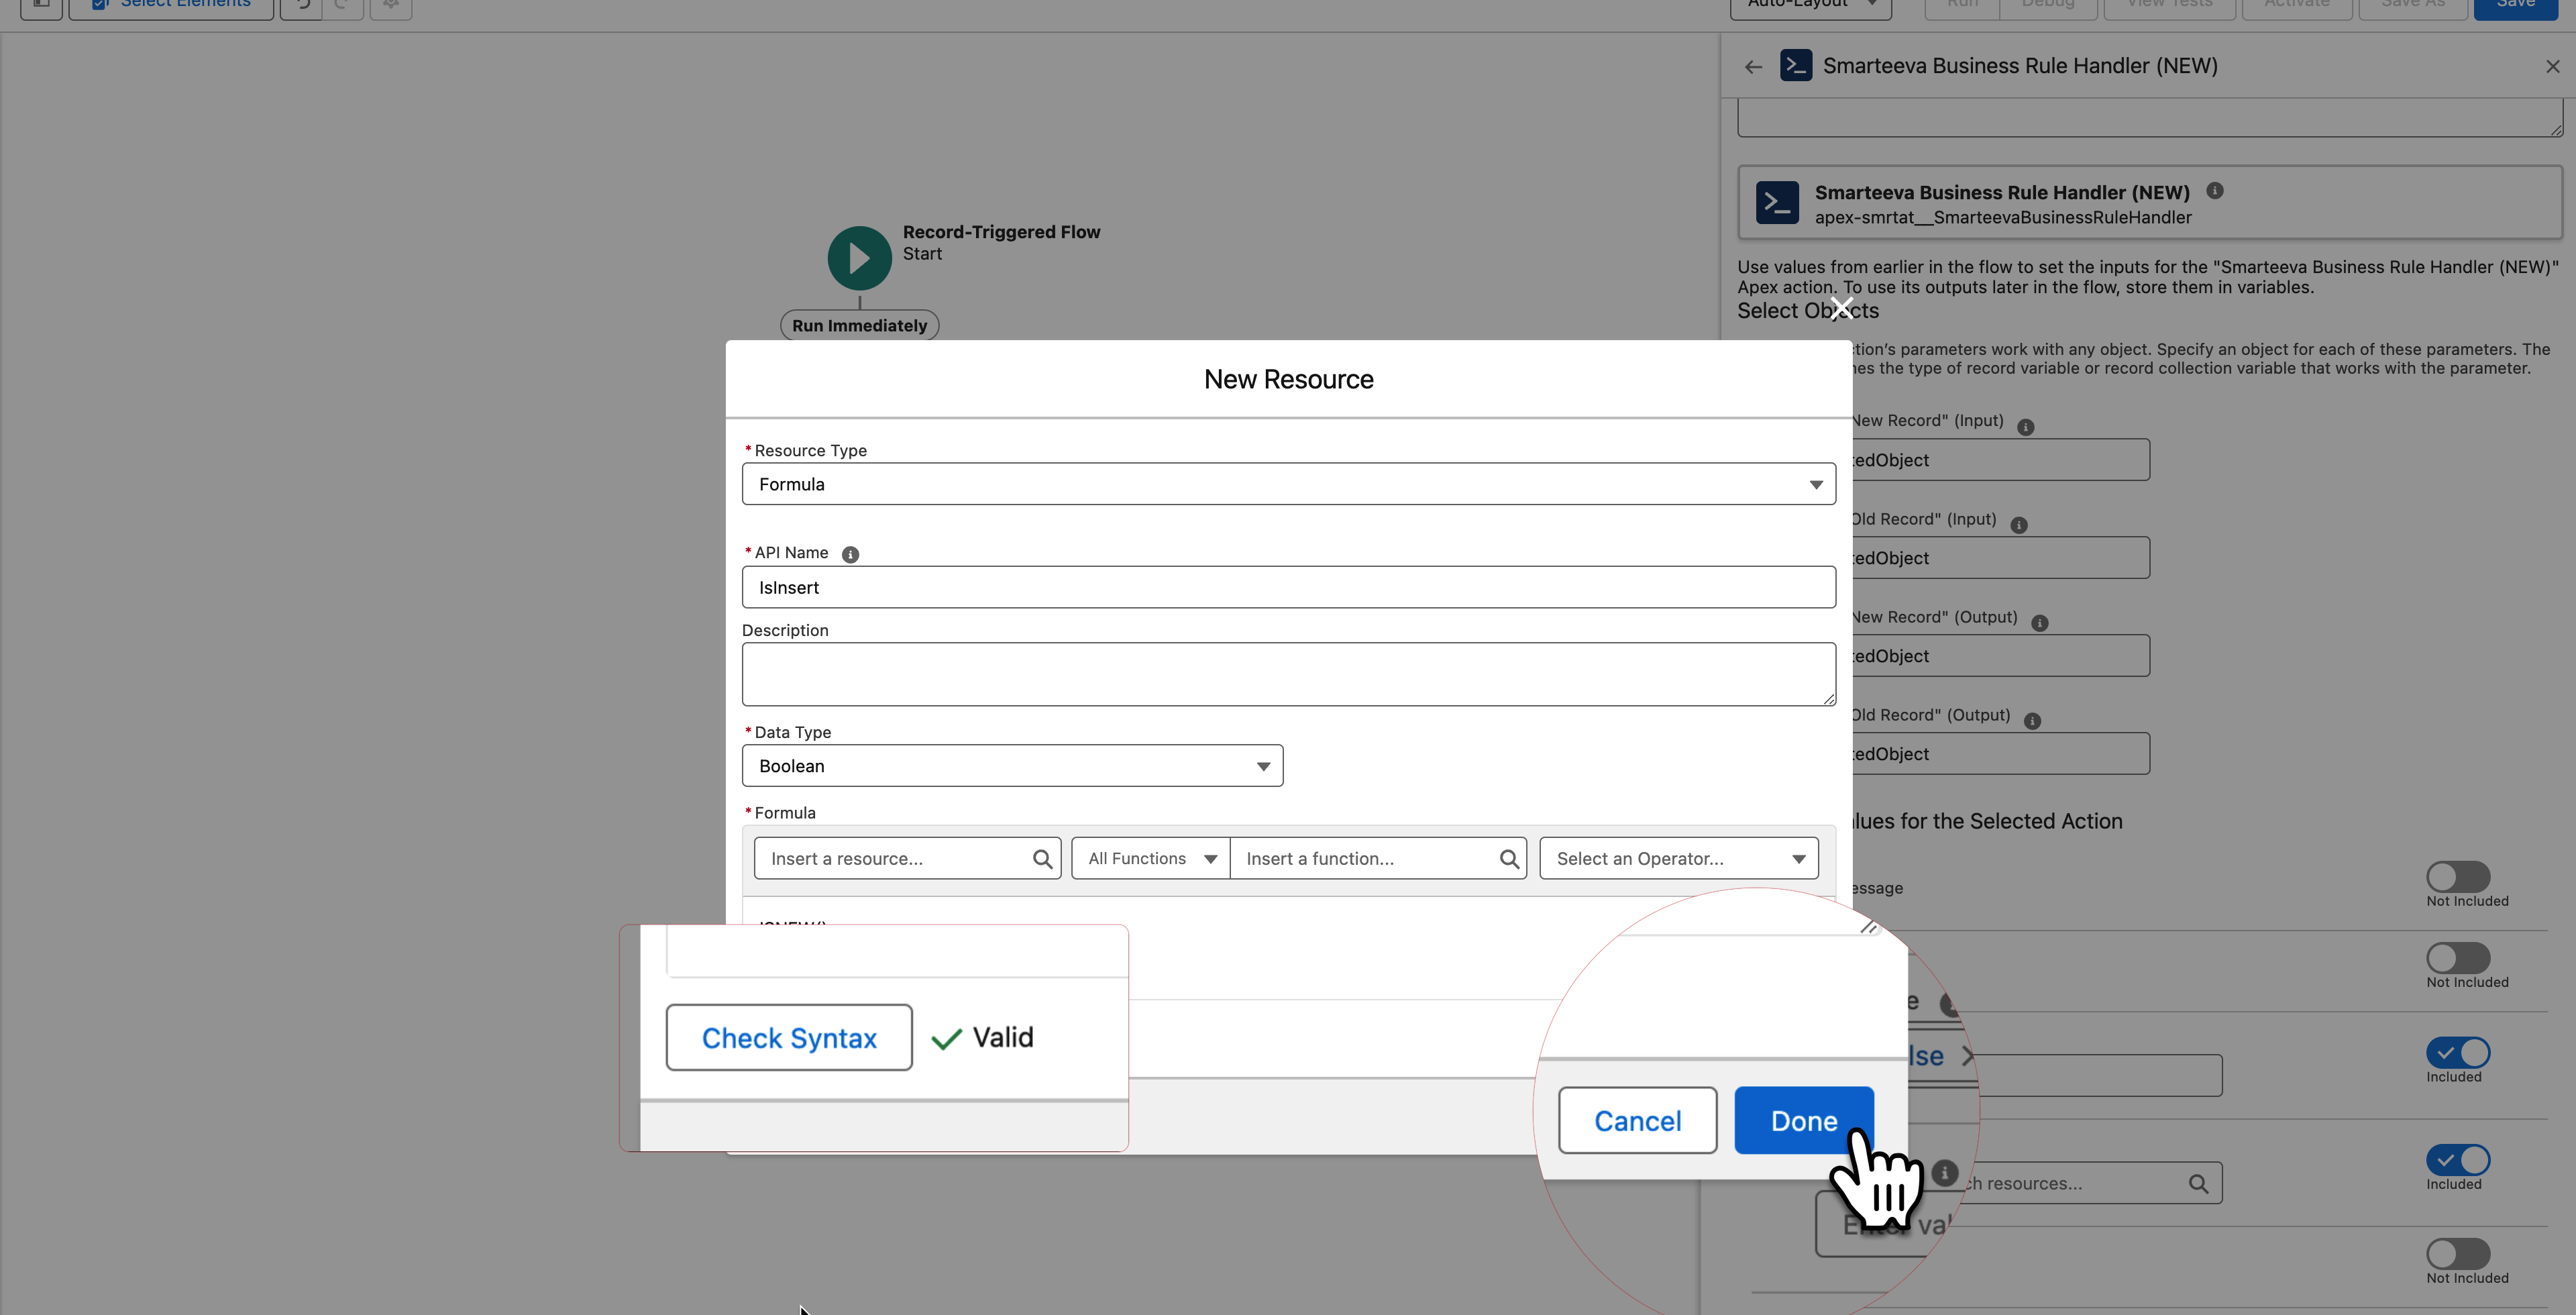 Select Elements
Auto-Layout
Run
Debug
View Tests
Activate
Save As
Save
Smarteeva Business Rule Handler (NEW)
Smarteeva Business Rule Handler (NEW)
apex-smrtat__SmarteevaBusinessRuleHandler
Use values from earlier in the flow to set the inputs for the "Smarteeva Business Rule Handler (NEW)"
Apex action. To use its outputs later in the flow, store them in variables.
Select Objects
tion's parameters work with any object. Specify an object for each of these parameters. The
nes the type of record variable or record collection variable that works with the parameter.
New Record" (Input)
tedObject
Old Record" (Input)
tedObject
New Record" (Output)
tedObject
Old Record" (Output)
tedObject
lues for the Selected Action
essage
Not Included
Not Included
lse
Included
ch resources...
Included
Not Included
Record-Triggered Flow
Start
Run Immediately
New Resource
* Resource Type
Formula
* API Name
IsInsert
Description
* Data Type
Boolean
* Formula
Insert a resource...
All Functions
Insert a function...
Select an Operator...
Check Syntax
Valid
Cancel
Done